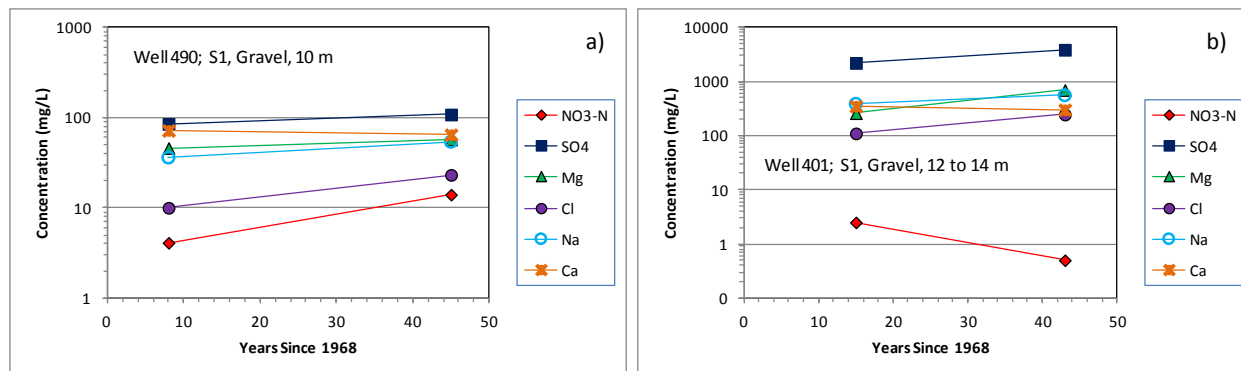 a)
Well 490; S1, Gravel, 10 m
Concentration (mg/L)
1000
100
10
1
0 10 20 30 40 50
Years Since 1968
NO3-N
SO4
Mg
Cl
Na
Ca
b)
Well 401; S1, Gravel, 12 to 14 m
Concentration (mg/L)
10000
1000
100
10
1
0
0 10 20 30 40 50
Years Since 1968
NO3-N
SO4
Mg
Cl
Na
Ca